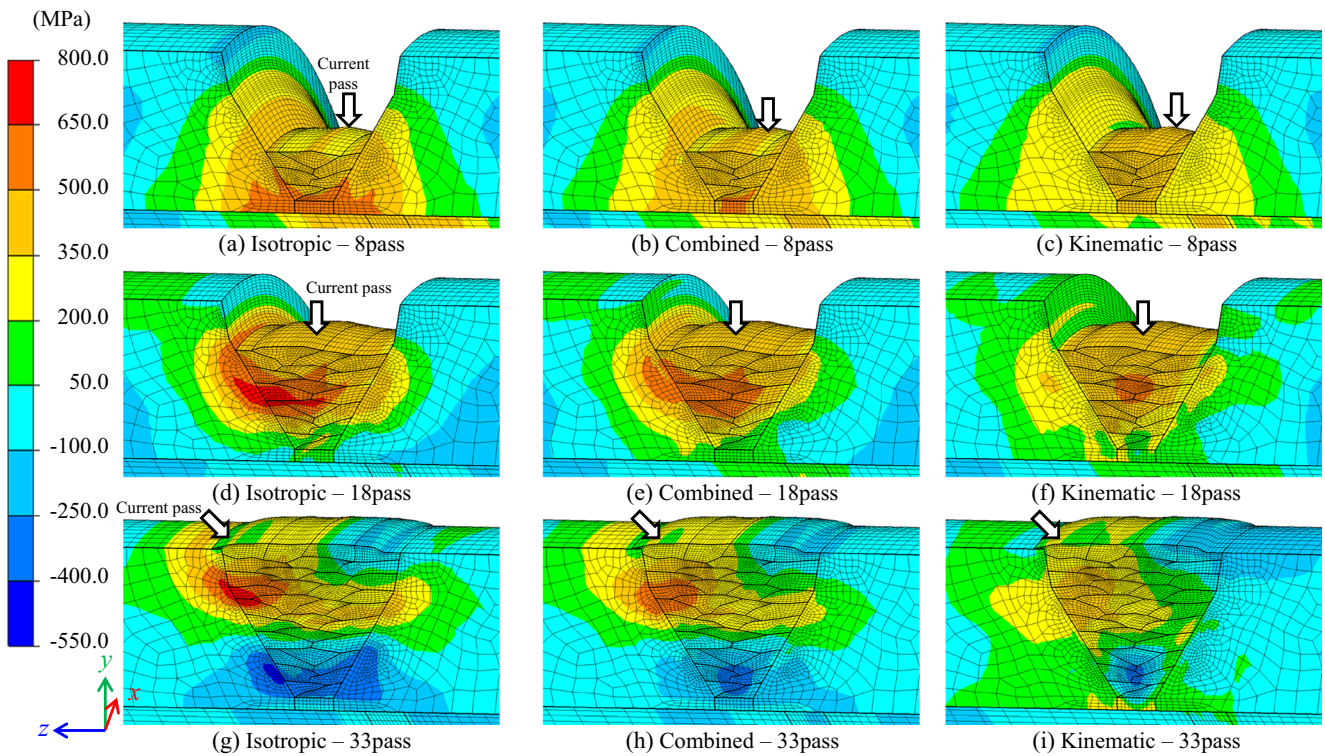 (MPa)
800.0
650.0
500.0
350.0
200.0
50.0
-100.0
-250.0
-400.0
-550.0
y
x
z
Current
pass
(a) Isotropic – 8pass
(b) Combined – 8pass
(c) Kinematic – 8pass
Current pass
(d) Isotropic – 18pass
(e) Combined – 18pass
(f) Kinematic – 18pass
Current pass
(g) Isotropic – 33pass
(h) Combined – 33pass
(i) Kinematic – 33pass